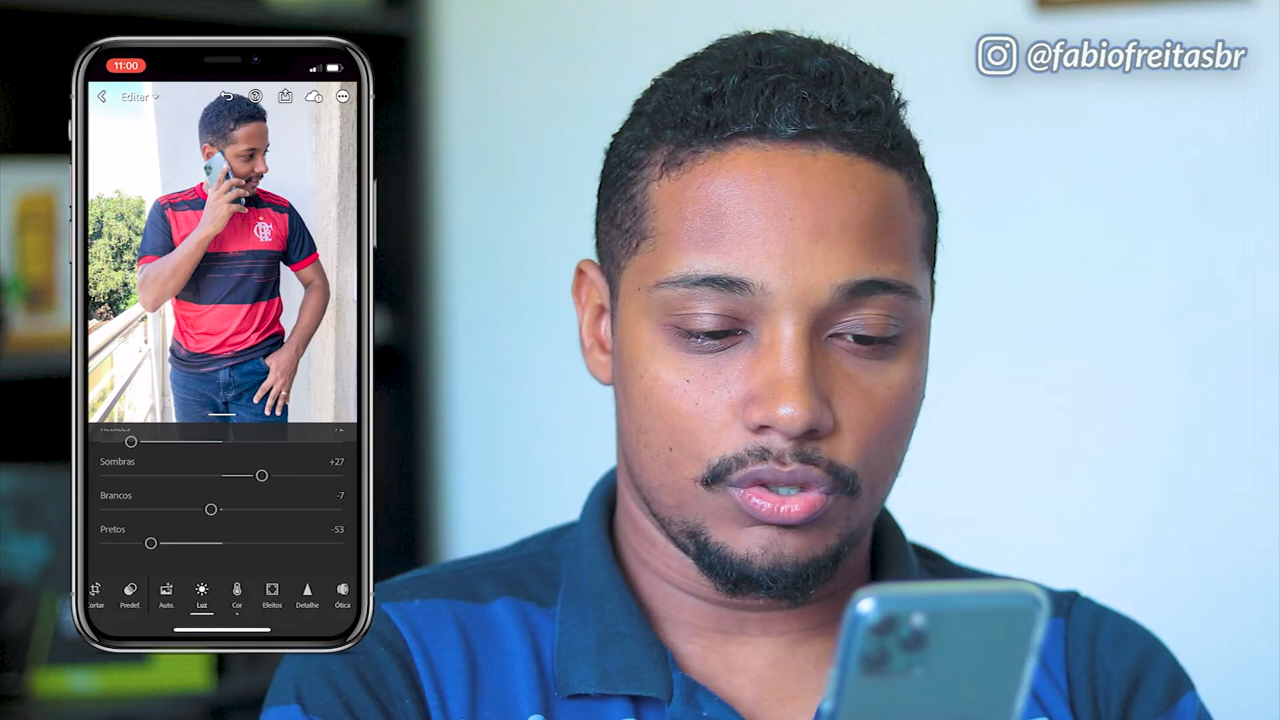 @fabiofreitasbr
11:00
Editar
Sombras
+27
Brancos
-7
Pretos
-53
Cortar
Predef.
Auto.
Luz
Cor
Efeitos
Detalhe
Ótica